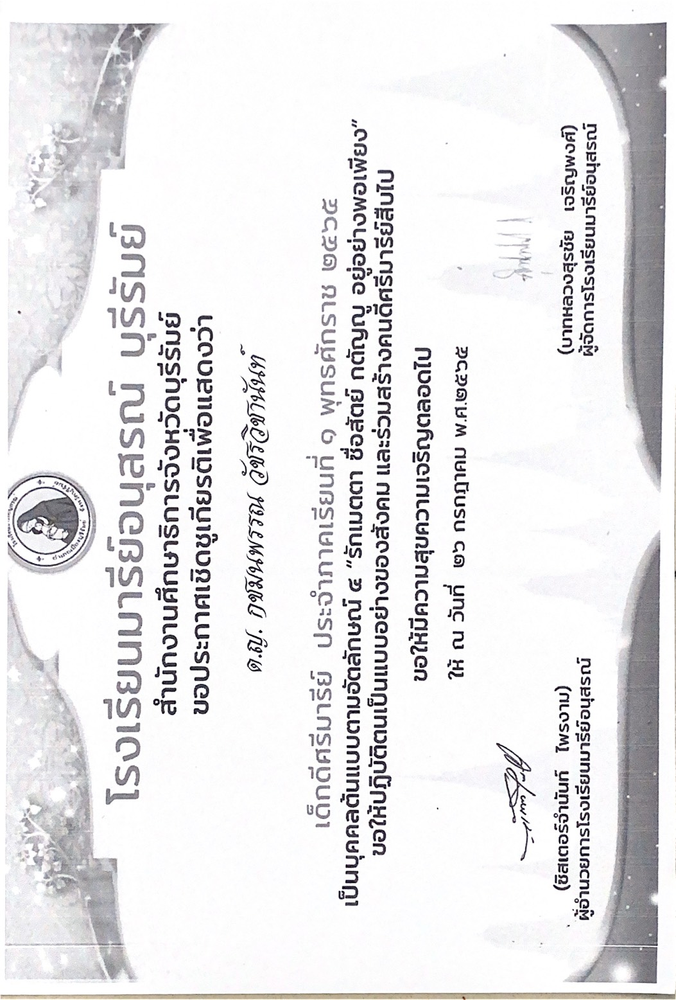 โรงเรียนมารีย์อนุสรณ์ บุรีรัมย์
สำนักงานศึกษาธิการจังหวัดบุรีรัมย์
ขอประกาศเชิดชูเกียรติเพื่อแสดงว่า
ด.ญ. กชมนพรรณ วัชรวิชานันท์
เด็กดีศรีมารีย์ ประจำภาคเรียนที่ ๑ พุทธศักราช ๒๕๖๕
เป็นบุคคลต้นแบบตามอัตลักษณ์ ๔ "รักเมตตา ซื่อสัตย์ กตัญญู อยู่อย่างพอเพียง"
ขอให้ปฏิบัติตนเป็นแบบอย่างของสังคม และร่วมสร้างคนดีศรีมารีย์สืบไป
ขอให้มีความสุขความเจริญตลอดไป
ให้ ณ วันที่ ๒๖ กรกฎาคม พ.ศ.๒๕๖๕
(ซิสเตอร์จำนันท์ ไพรงาม)
ผู้อำนวยการโรงเรียนมารีย์อนุสรณ์
(บาทหลวงสุรชัย เจริญพงศ์)
ผู้จัดการโรงเรียนมารีย์อนุสรณ์